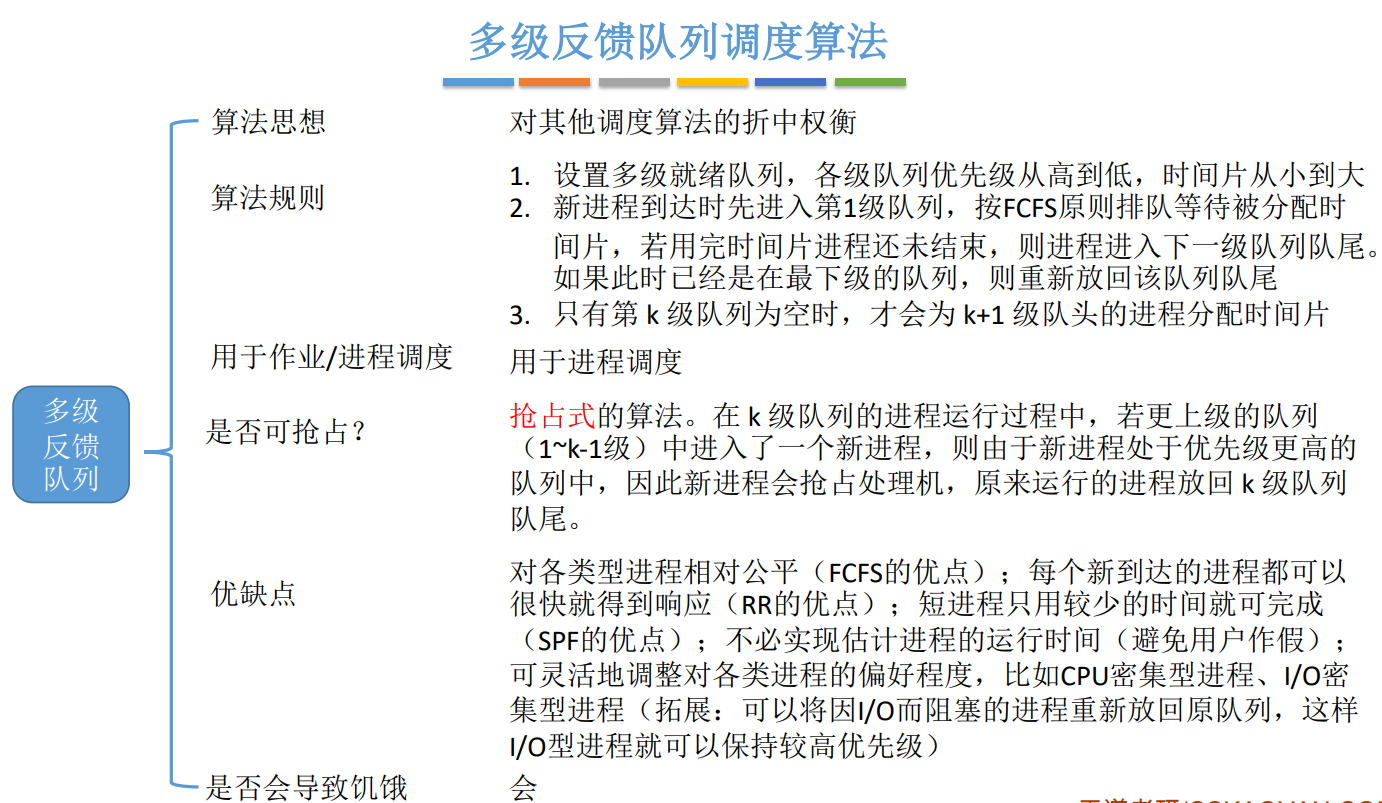 多级反馈队列调度算法
算法思想
对其他调度算法的折中权衡
算法规则
1. 设置多级就绪队列，各级队列优先级从高到低，时间片从小到大
2. 新进程到达时先进入第1级队列，按FCFS原则排队等待被分配时
间片，若用完时间片进程还未结束，则进程进入下一级队列队尾。
如果此时已经是在最下级的队列，则重新放回该队列队尾
3. 只有第 k 级队列为空时，才会为 k+1 级队头的进程分配时间片
用于作业/进程调度
用于进程调度
多级
反馈
队列
是否可抢占？
抢占式的算法。在 k 级队列的进程运行过程中，若更上级的队列
（1~k-1级）中进入了一个新进程，则由于新进程处于优先级更高的
队列中，因此新进程会抢占处理机，原来运行的进程放回 k 级队列
队尾。
优缺点
对各类型进程相对公平（FCFS的优点）；每个新到达的进程都可以
很快就得到响应（RR的优点）；短进程只用较少的时间就可完成
（SPF的优点）；不必实现估计进程的运行时间（避免用户作假）；
可灵活地调整对各类进程的偏好程度，比如CPU密集型进程、I/O密
集型进程（拓展：可以将因I/O而阻塞的进程重新放回原队列，这样
I/O型进程就可以保持较高优先级）
是否会导致饥饿
会